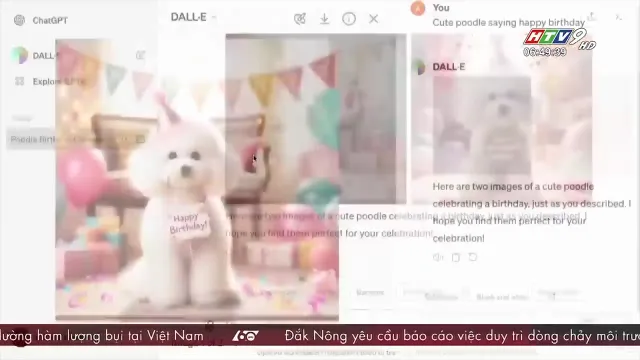 ChatGPT
DALL·E
You
Cute poodle saying happy birthday
HTV9 HD
06:49:39
DALL·E
DALL·E
Explore
Happy Birthday!
Here are two images of a cute poodle
celebrating a birthday, just as you described. I
hope you find them perfect for your
celebration!
Here are two images of a cute poodle celebrating a birthday, just as you described. I
hope you find them perfect for your celebration!
đường hàm lượng bụi tại Việt Nam
60
Đắk Nông yêu cầu báo cáo việc duy trì dòng chảy môi trư